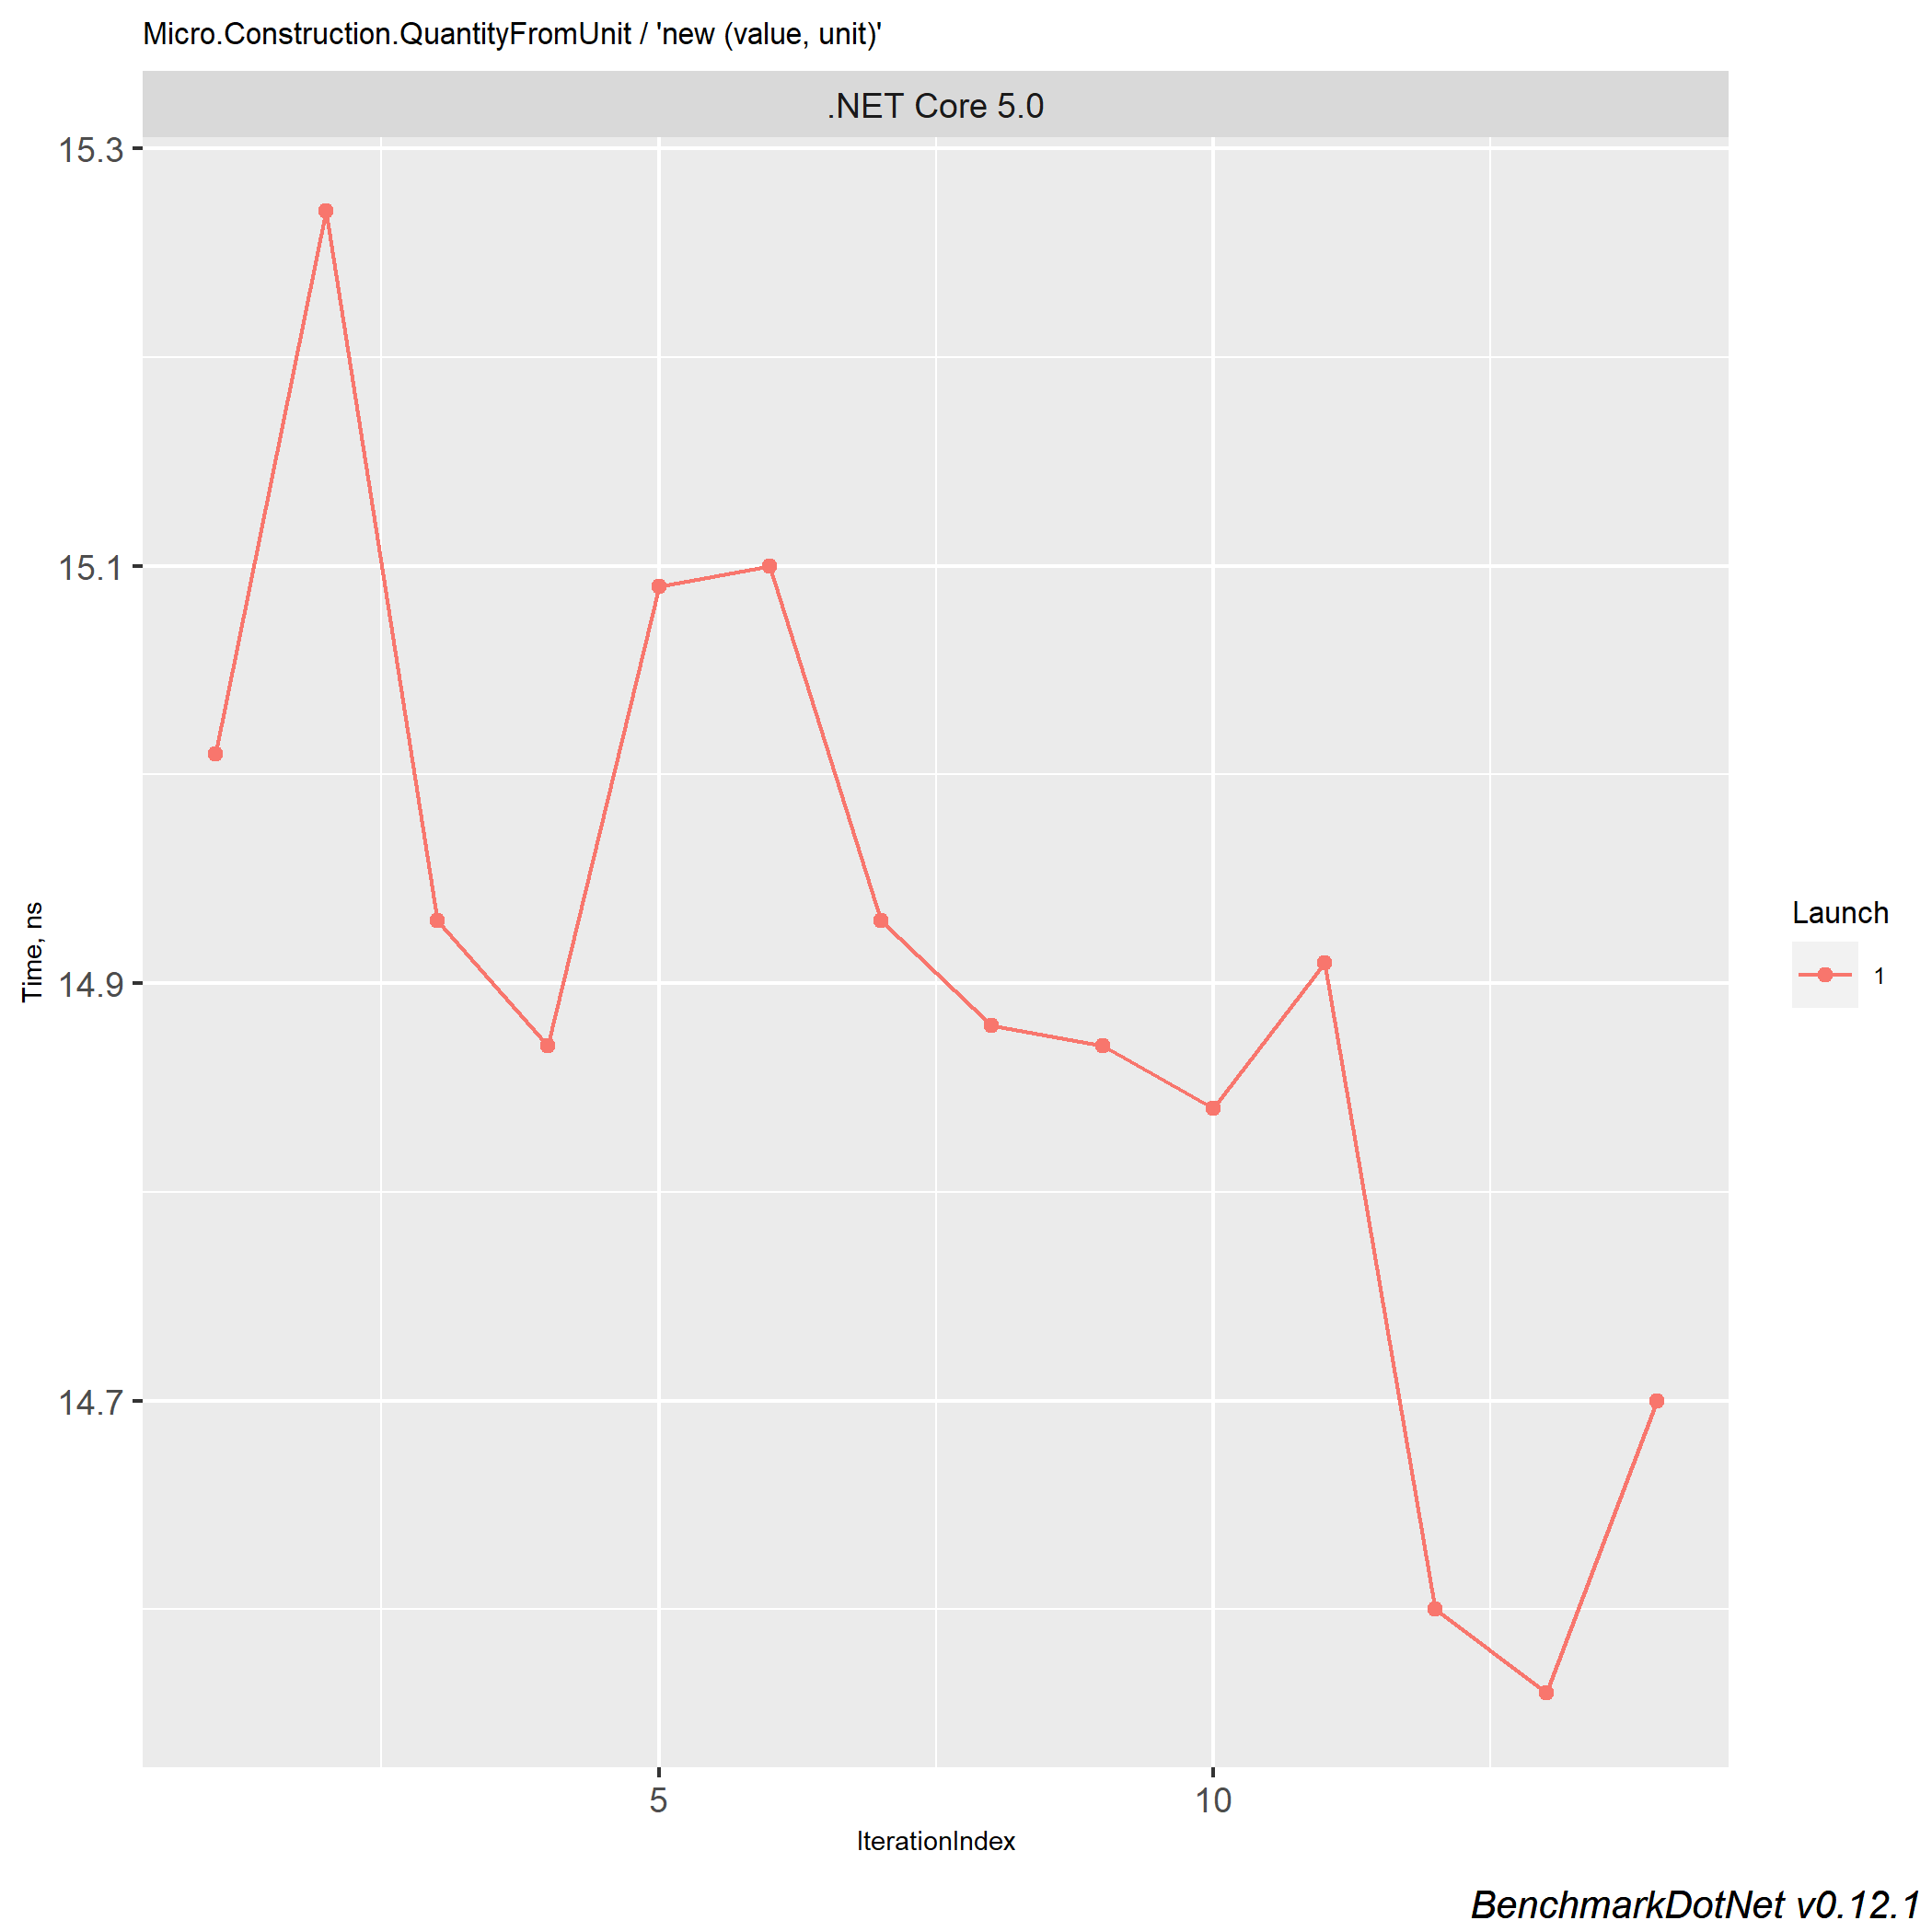 Micro.Construction.QuantityFromUnit / 'new (value, unit)'
.NET Core 5.0
15.3
15.1
14.9
14.7
Time, ns
5
10
IterationIndex
Launch
1
BenchmarkDotNet v0.12.1